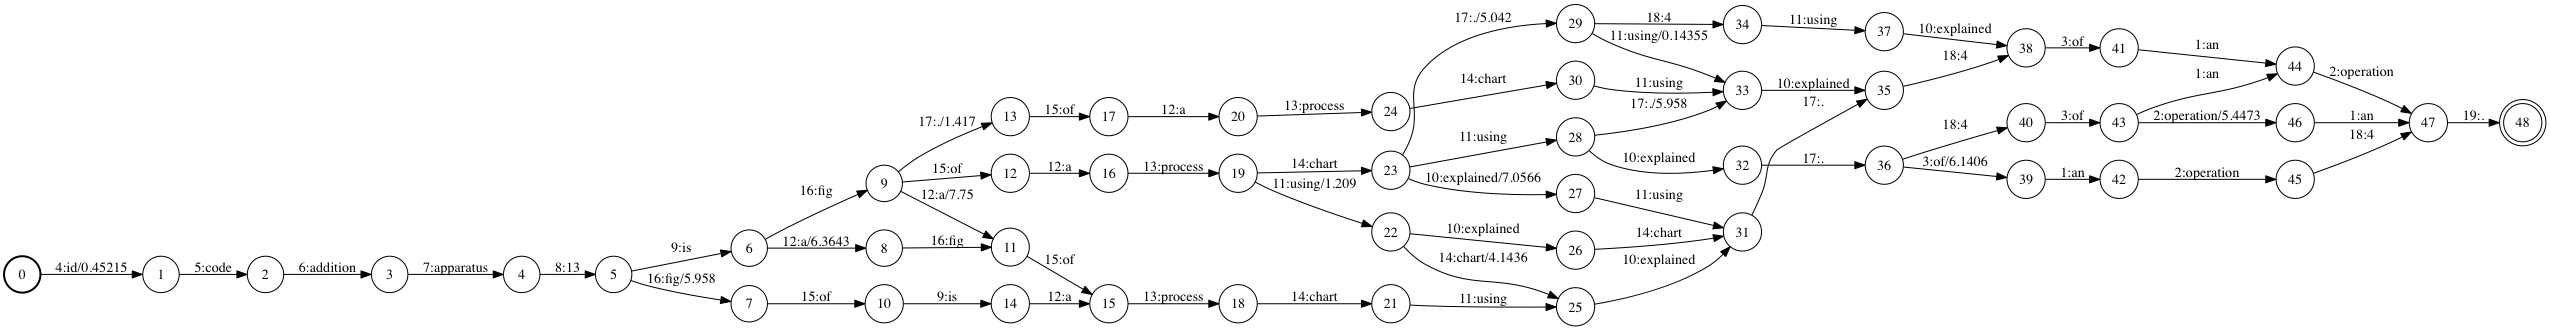 0 4:id/0.45215 1 5:code 2 6:addition 3 7:apparatus 4 8:13 5
9:is 6
16:fig/5.958 7
16:fig 9
12:a/6.3643 8 16:fig 11
15:of 10 9:is 14 12:a 15 13:process 18 14:chart 21 11:using 25
17:./1.417 13 15:of 17 12:a 20 13:process 24
15:of 12 12:a 16 13:process 19 14:chart 23
12:a/7.75
15:of
11:using/1.209 22
17:./5.042 29 18:4 34 11:using 37 10:explained 38 3:of 41 1:an 44 2:operation 47 19:. 48
11:using/0.14355
14:chart 30 11:using 33 10:explained 35 18:4
11:using 28 17:./5.958
10:explained 32 17:. 36
10:explained/7.0566 27 11:using 31 17:.
10:explained 26 14:chart
14:chart/4.1436
10:explained
18:4 40 3:of 43 1:an
2:operation/5.4473 46 1:an
3:of/6.1406 39 1:an 42 2:operation 45 18:4